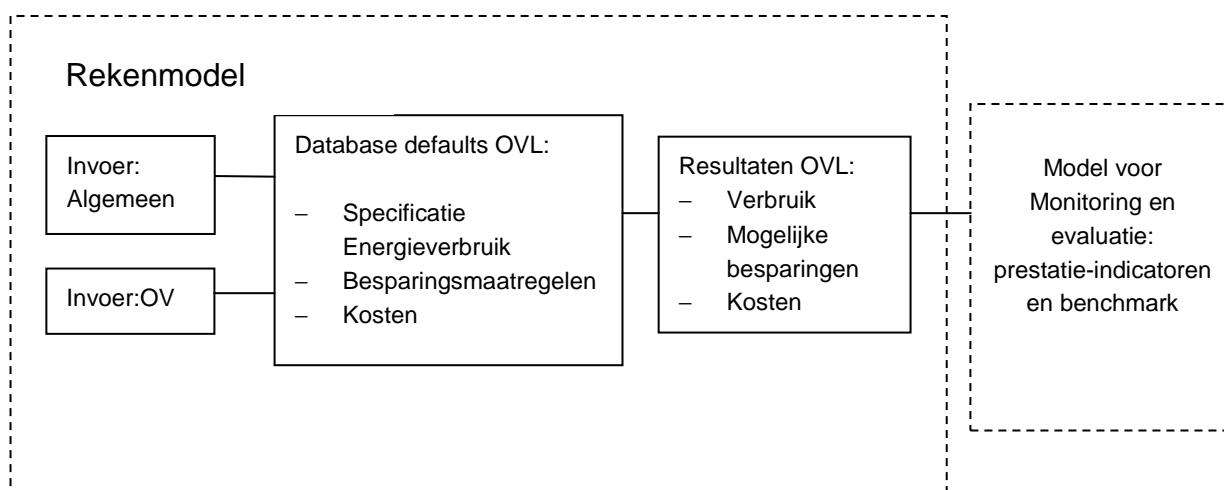 Rekenmodel
Invoer:
Algemeen
Invoer:OV
Database defaults OVL:
– Specificatie
Energieverbruik
– Besparingsmaatregelen
– Kosten
Resultaten OVL:
– Verbruik
– Mogelijke
besparingen
– Kosten
Model voor
Monitoring en
evaluatie:
prestatie-indicatoren
en benchmark